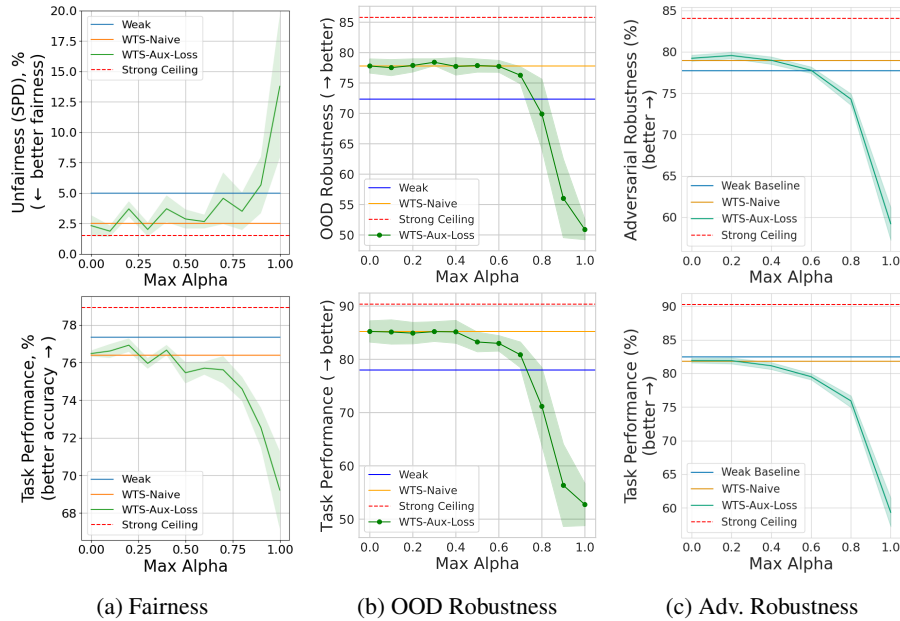 20.0
17.5
15.0
12.5
10.0
7.5
5.0
2.5
0.0
Unfairness (SPD), %
(← better fairness)
Weak
WTS-Naive
WTS-Aux-Loss
Strong Ceiling
0.00 0.25 0.50 0.75 1.00
Max Alpha
85
80
75
70
65
60
55
50
OOD Robustness (→ better)
Weak
WTS-Naive
Strong Ceiling
WTS-Aux-Loss
0.0 0.2 0.4 0.6 0.8 1.0
Max Alpha
85
80
75
70
65
60
Adversarial Robustness (%)
(better →)
Weak Baseline
WTS-Naive
WTS-Aux-Loss
Strong Ceiling
0.0 0.2 0.4 0.6 0.8 1.0
Max Alpha
78
76
74
72
70
68
Task Performance, %
(better accuracy →)
Weak
WTS-Naive
WTS-Aux-Loss
Strong Ceiling
0.00 0.25 0.50 0.75 1.00
Max Alpha
90
80
70
60
50
Task Performance (→ better)
Weak
WTS-Naive
Strong Ceiling
WTS-Aux-Loss
0.0 0.2 0.4 0.6 0.8 1.0
Max Alpha
90
85
80
75
70
65
60
Task Performance (%)
(better →)
Weak Baseline
WTS-Naive
WTS-Aux-Loss
Strong Ceiling
0.0 0.2 0.4 0.6 0.8 1.0
Max Alpha
(a) Fairness
(b) OOD Robustness
(c) Adv. Robustness